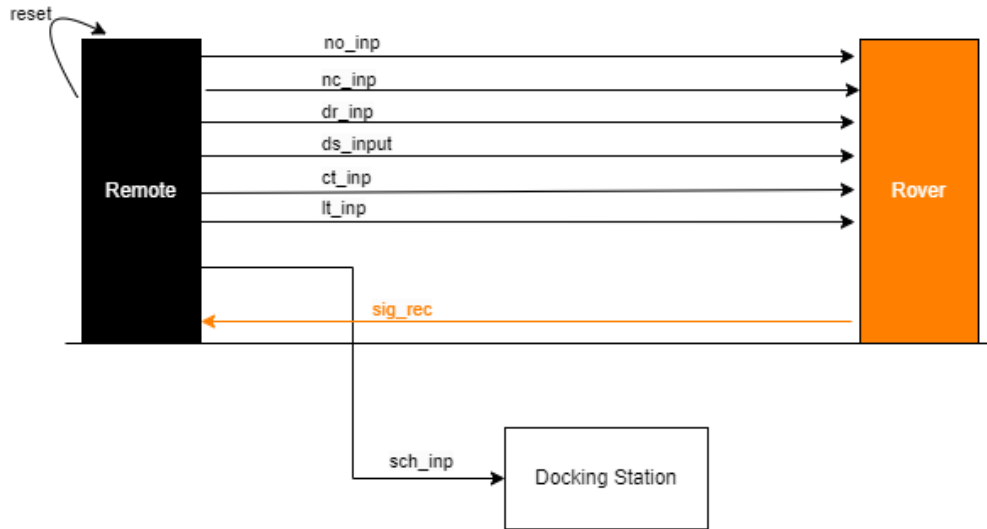 reset
no_inp
nc_inp
dr_inp
ds_input
Remote
ct_inp
Rover
lt_inp
sig_rec
sch_inp
Docking Station